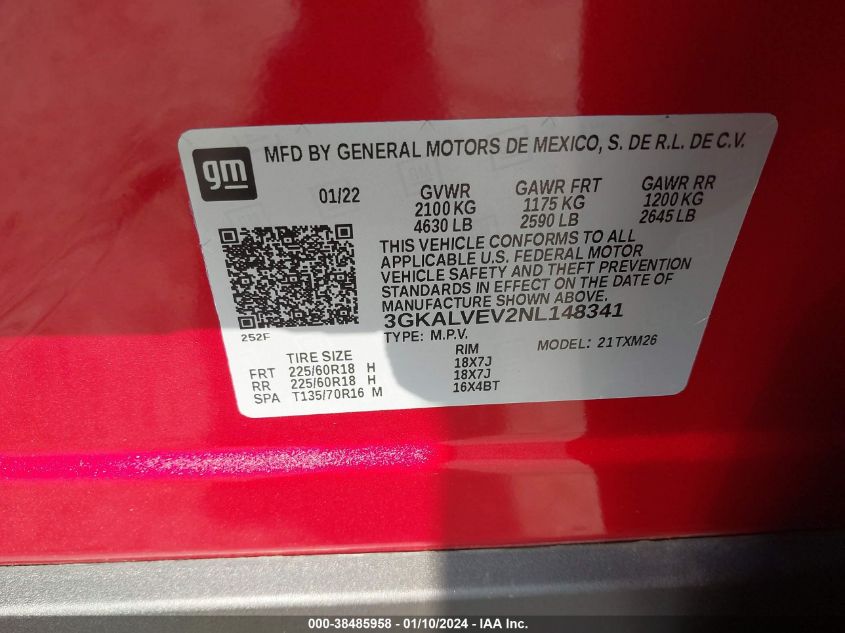 gm
MFD BY GENERAL MOTORS DE MEXICO, S. DE R.L. DE C.V.
01/22 GVWR GAWR FRT GAWR RR
2100 KG 1175 KG 1200 KG
4630 LB 2590 LB 2645 LB
THIS VEHICLE CONFORMS TO ALL
APPLICABLE U.S. FEDERAL MOTOR
VEHICLE SAFETY AND THEFT PREVENTION
STANDARDS IN EFFECT ON THE DATE OF
MANUFACTURE SHOWN ABOVE.
3GKALVEV2NL148341
252F TYPE: M.P.V. MODEL: 21TXM26
TIRE SIZE RIM
FRT 225/60R18 H 18X7J
RR 225/60R18 H 18X7J
SPA T135/70R16 M 16X4BT
000-38485958 - 01/10/2024 - IAA Inc.